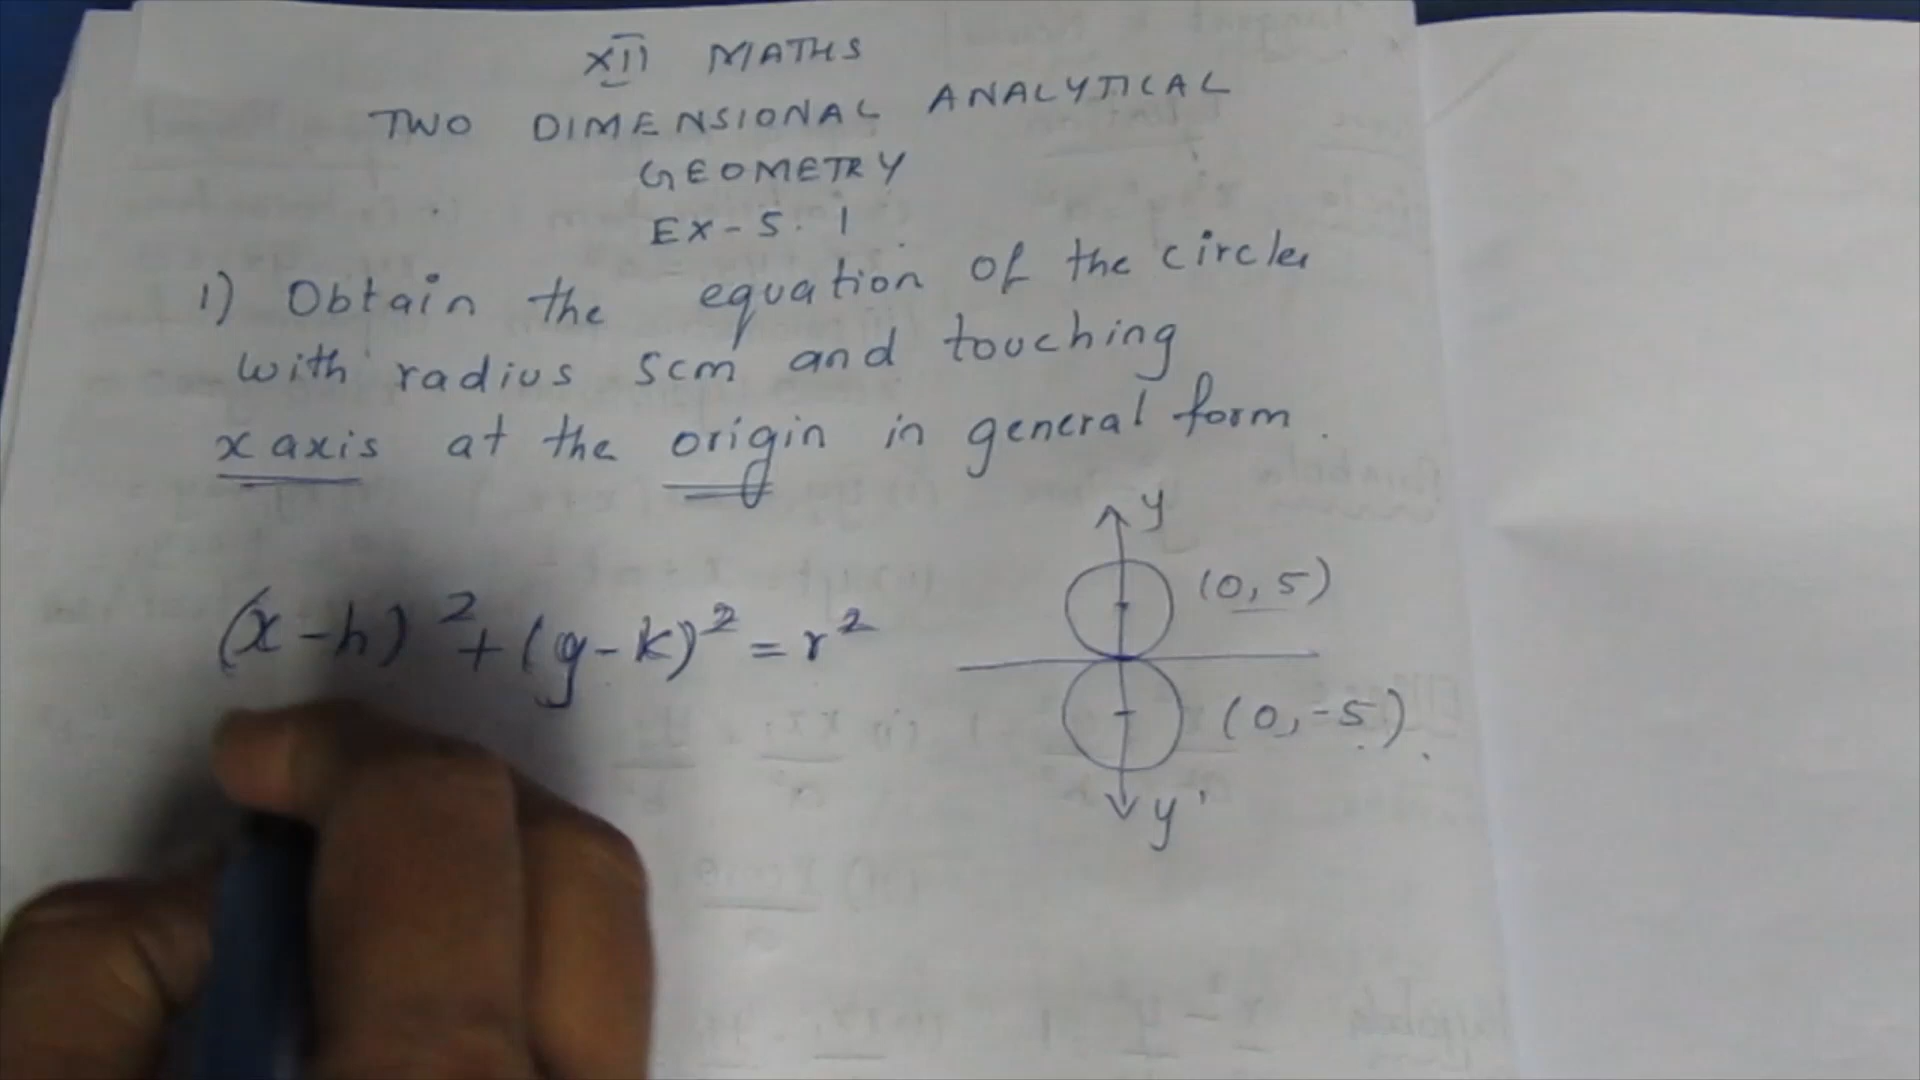 XII MATHS
TWO DIMENSIONAL ANALYTICAL
GEOMETRY
EX-5.1
1) Obtain the equation of the circles
with radius 5cm and touching
x axis at the origin in general form.
(x-h)²+(y-k)²=r²
y
(0,5)
(0,-5).
y'